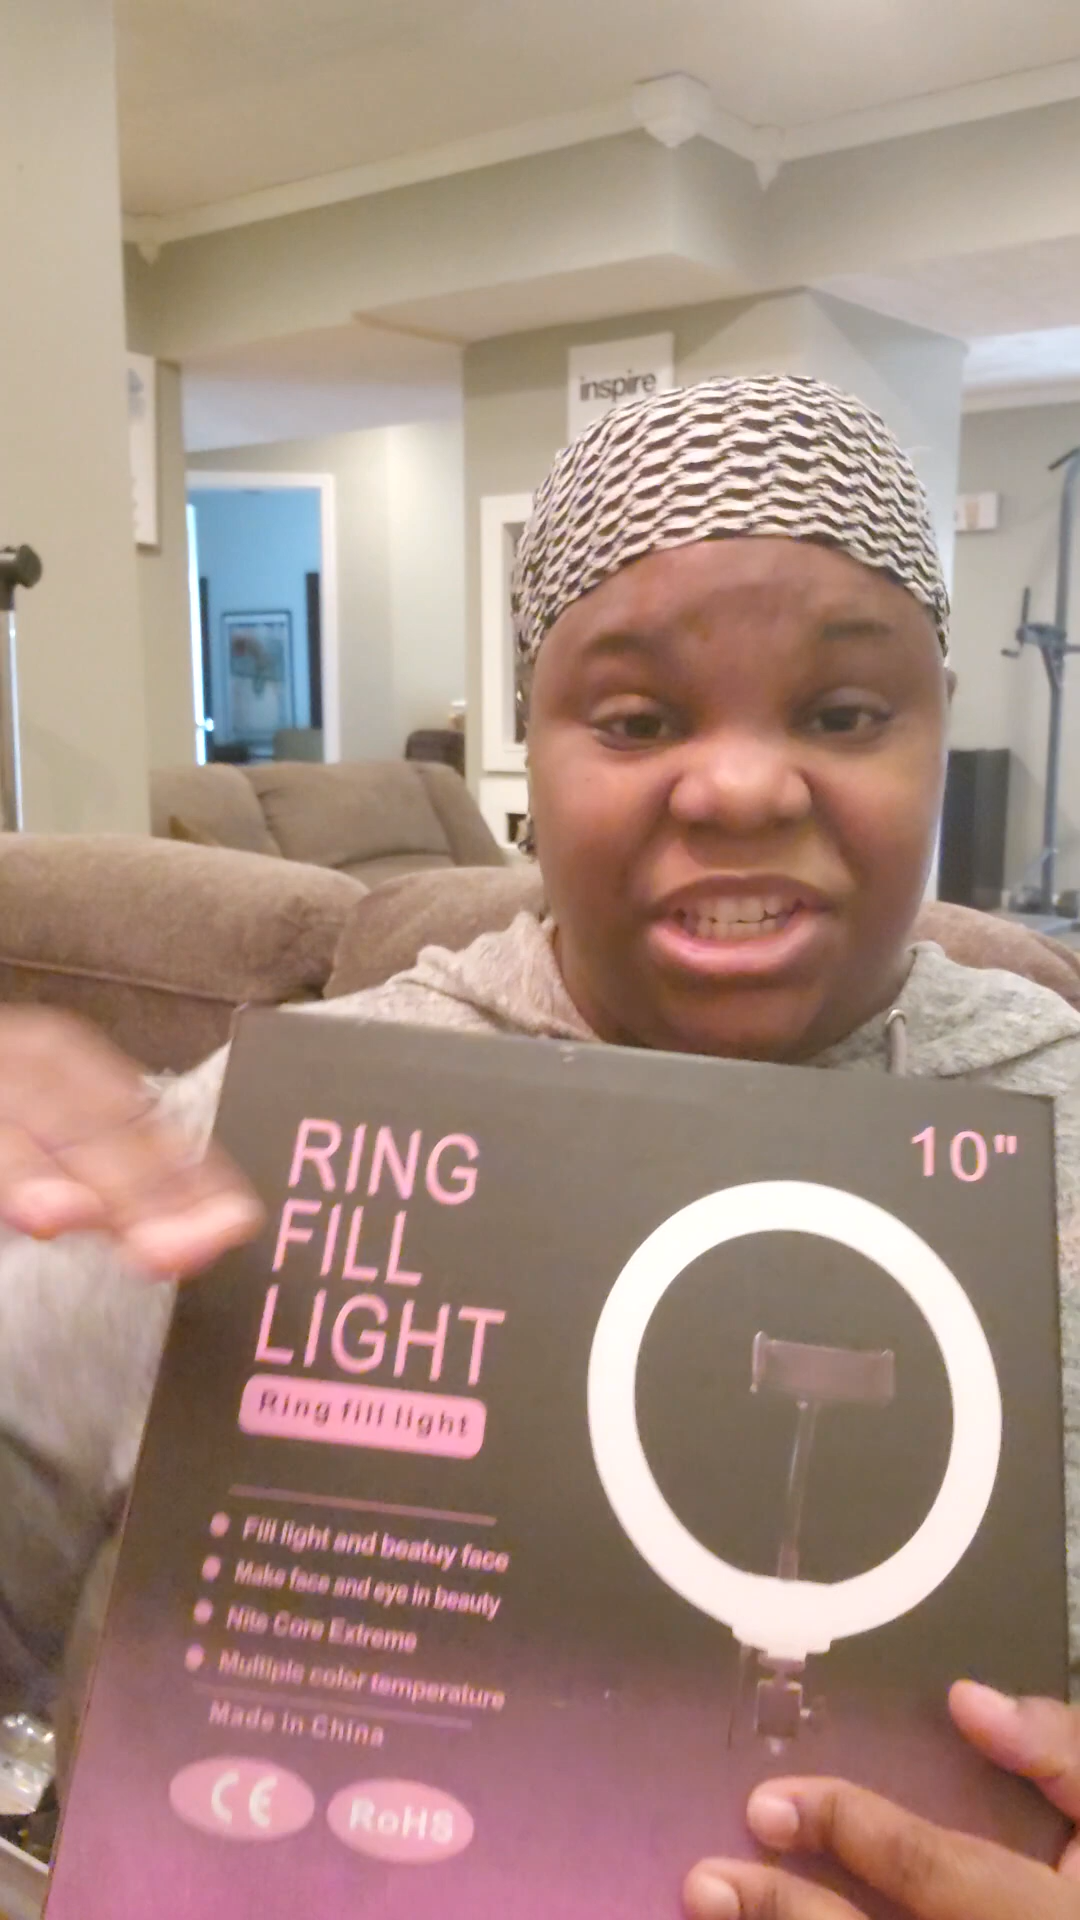 inspire
10"
RING
FILL
LIGHT
Ring fill light
Fill light and beatuy face
Make face and eye in beauty
Nite Core Extreme
Multiple color temperature
Made in China
CE
RoHS